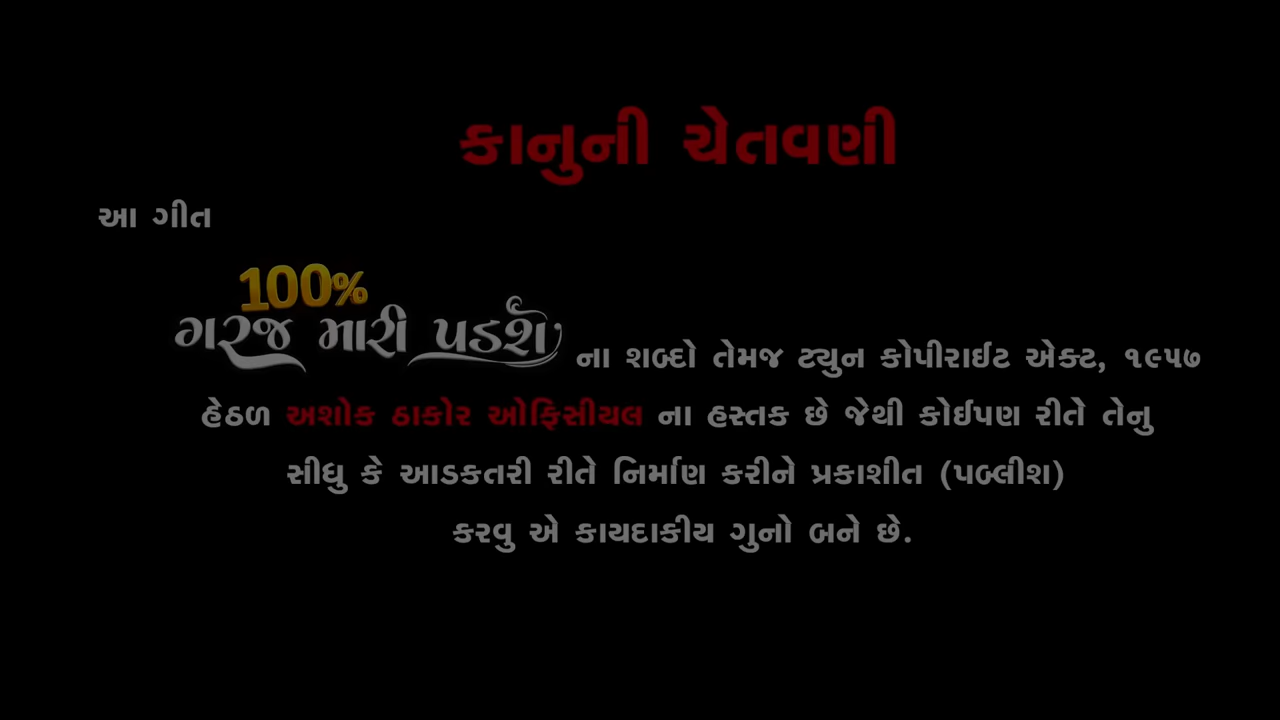 કાનુની ચેતવણી
આ ગીત
100%
ગરજ મારી પડશે ના શબ્દો તેમજ ટ્યુન કોપીરાઈટ એક્ટ, ૧૯૫૭
હેઠળ અશોક ઠાકોર ઓફિસીયલ ના હસ્તક છે જેથી કોઈપણ રીતે તેનુ
સીધુ કે આડકતરી રીતે નિર્માણ કરીને પ્રકાશીત (પબ્લીશ)
કરવુ એ કાયદાકીય ગુનો બને છે.